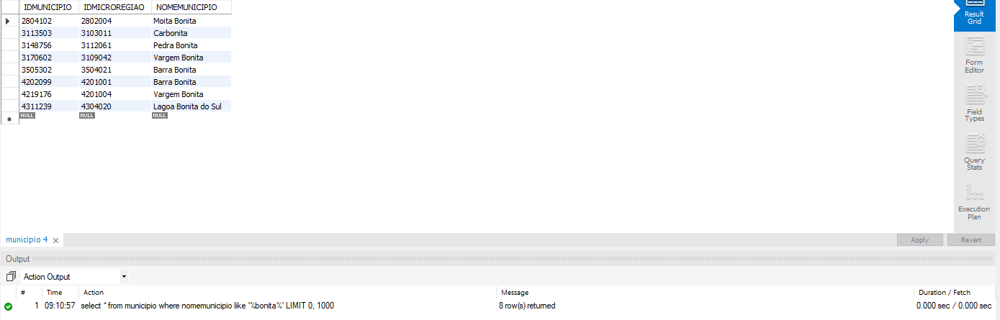 IDMUNICIPIO IDMICROREGIAO NOMEMUNICIPIO
2804102 2802004 Moita Bonita
3113503 3103011 Carbonita
3148756 3112061 Pedra Bonita
3170602 3109042 Vargem Bonita
3505302 3504021 Barra Bonita
4202099 4201001 Barra Bonita
4219176 4201004 Vargem Bonita
4311239 4304020 Lagoa Bonita do Sul
NULL NULL NULL
Result
Grid
Form
Editor
Field
Types
Query
Stats
Execution
Plan
municipio 4
Apply Revert
Output
Action Output
# Time Action Message Duration / Fetch
1 09:10:57 select * from municipio where nomemunicipio like '%bonita%' LIMIT 0, 1000 8 row(s) returned 0.000 sec / 0.000 sec